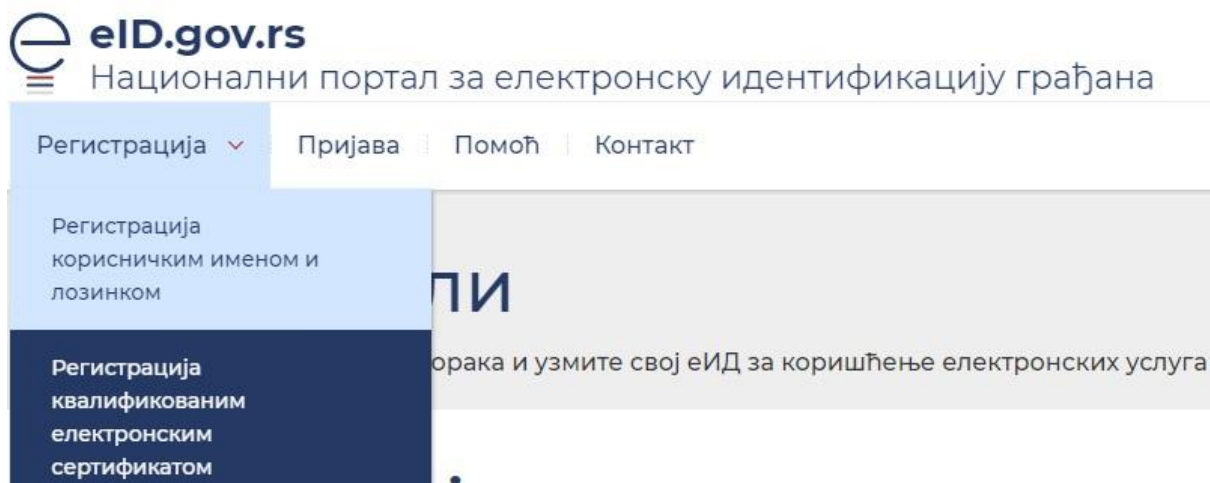 eID.gov.rs
Национални портал за електронску идентификацију грађана
Регистрација Пријава Помоћ Контакт
Регистрација
корисничким именом и
лозинком
ли
орака и узмите свој еИД за коришћење електронских услуга
Регистрација
квалификованим
електронским
сертификатом